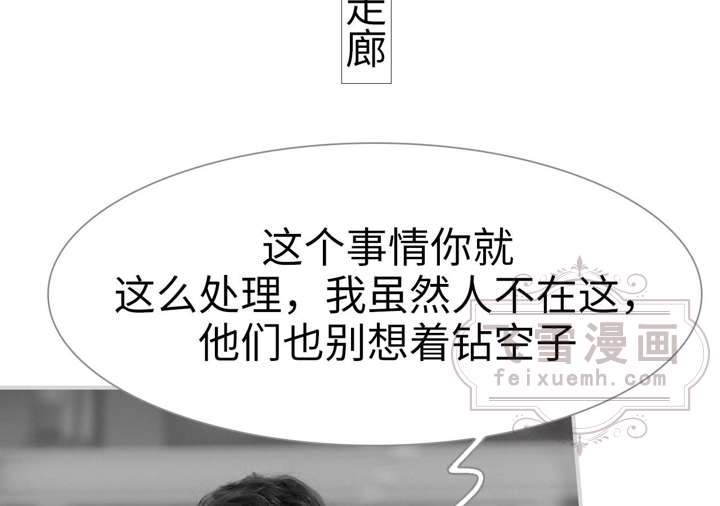 走廊
这个事情你就
这么处理，我虽然人不在这，
他们也别想着钻空子
飞雪漫画
feixuemh.com